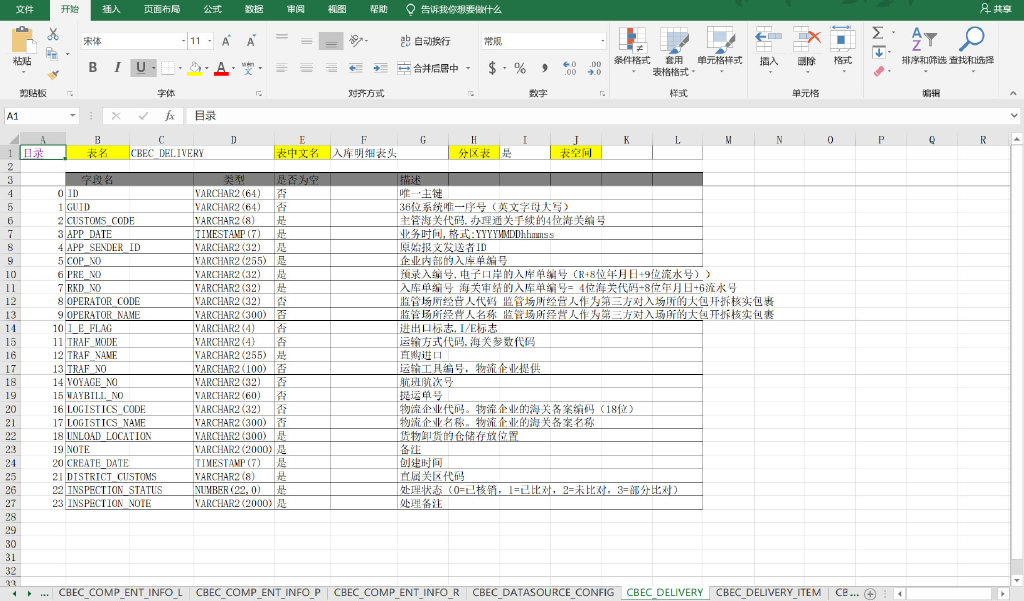 文件 开始 插入 页面布局 公式 数据 审阅 视图 帮助 告诉我你想要做什么 共享
宋体 11 A A 自动换行 常规
粘贴 B I U A 合并后居中 $ % 条件格式 套用 表格格式 单元格样式 插入 删除 格式 排序和筛选 查找和选择
剪贴板 字体 对齐方式 数字 样式 单元格 编辑
A1 fx 目录
A B C D E F G H I J K L M N O P Q R
1 目录 表名 CBEC_DELIVERY 表中文名 入库明细表头 分区表 是 表空间
2
3 字段名 类型 是否为空 描述
4 0 ID VARCHAR2(64) 否 唯一主键
5 1 GUID VARCHAR2(64) 否 36位系统唯一序号（英文字母大写）
6 2 CUSTOMS_CODE VARCHAR2(8) 是 主管海关代码,办理通关手续的4位海关编号
7 3 APP_DATE TIMESTAMP(7) 是 业务时间,格式:YYYYMMDDhhmmss
8 4 APP_SENDER_ID VARCHAR2(32) 是 原始报文发送者ID
9 5 COP_NO VARCHAR2(255) 是 企业内部的入库单编号
10 6 PRE_NO VARCHAR2(32) 是 预录入编号,电子口岸的入库单编号（R+8位年月日+9位流水号））
11 7 RKD_NO VARCHAR2(32) 是 入库单编号 海关审结的入库单编号= 4位海关代码+8位年月日+6流水号
12 8 OPERATOR_CODE VARCHAR2(32) 否 监管场所经营人代码 监管场所经营人作为第三方对入场所的大包开拆核实包裹
13 9 OPERATOR_NAME VARCHAR2(300) 否 监管场所经营人名称 监管场所经营人作为第三方对入场所的大包开拆核实包裹
14 10 I_E_FLAG VARCHAR2(4) 否 进出口标志,I/E标志
15 11 TRAF_MODE VARCHAR2(4) 否 运输方式代码,海关参数代码
16 12 TRAF_NAME VARCHAR2(255) 是 直购进口
17 13 TRAF_NO VARCHAR2(100) 否 运输工具编号，物流企业提供
18 14 VOYAGE_NO VARCHAR2(32) 否 航班航次号
19 15 WAYBILL_NO VARCHAR2(60) 否 提运单号
20 16 LOGISTICS_CODE VARCHAR2(32) 否 物流企业代码。物流企业的海关备案编码（18位）
21 17 LOGISTICS_NAME VARCHAR2(300) 否 物流企业名称。物流企业的海关备案名称
22 18 UNLOAD_LOCATION VARCHAR2(300) 是 货物卸货的仓储存放位置
23 19 NOTE VARCHAR2(2000) 是 备注
24 20 CREATE_DATE TIMESTAMP(7) 是 创建时间
25 21 DISTRICT_CUSTOMS VARCHAR2(8) 是 直属关区代码
26 22 INSPECTION_STATUS NUMBER(22,0) 是 处理状态（0=已核销，1=已比对，2=未比对，3=部分比对）
27 23 INSPECTION_NOTE VARCHAR2(2000) 是 处理备注
28
29
30
31
32
33
... CBEC_COMP_ENT_INFO_L CBEC_COMP_ENT_INFO_P CBEC_COMP_ENT_INFO_R CBEC_DATASOURCE_CONFIG CBEC_DELIVERY CBEC_DELIVERY_ITEM CB ...